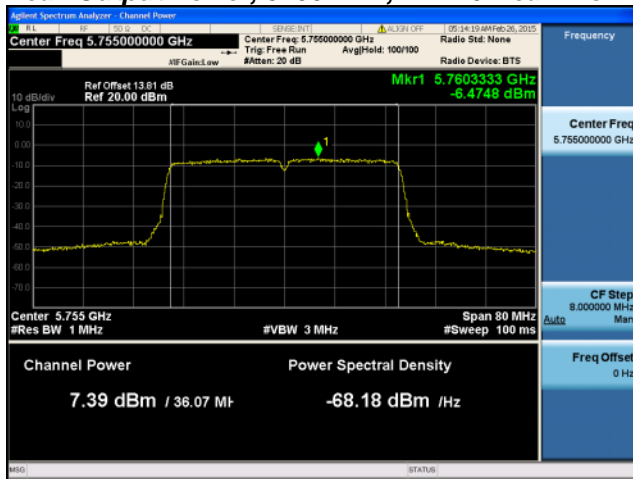 Agilent Spectrum Analyzer - Channel Power
RL RF 50 Ω DC SENSE:INT ALIGN OFF 05:14:19 AM Feb 26, 2015
Center Freq 5.755000000 GHz
Center Freq: 5.755000000 GHz
Radio Std: None
Trig: Free Run Avg|Hold: 100/100
#IFGain:Low #Atten: 20 dB Radio Device: BTS
Frequency
Mkr1 5.7603333 GHz
-6.4748 dBm
Ref Offset 13.81 dB
10 dB/div Ref 20.00 dBm
Log
10.0
0.00
-10.0
-20.0
-30.0
-40.0
-50.0
-60.0
-70.0
1
Center 5.755 GHz Span 80 MHz
#Res BW 1 MHz #VBW 3 MHz #Sweep 100 ms
Center Freq
5.755000000 GHz
CF Step
8.000000 MHz
Auto Man
Freq Offset
0 Hz
Channel Power Power Spectral Density
7.39 dBm / 36.07 MH -68.18 dBm /Hz
MSG STATUS